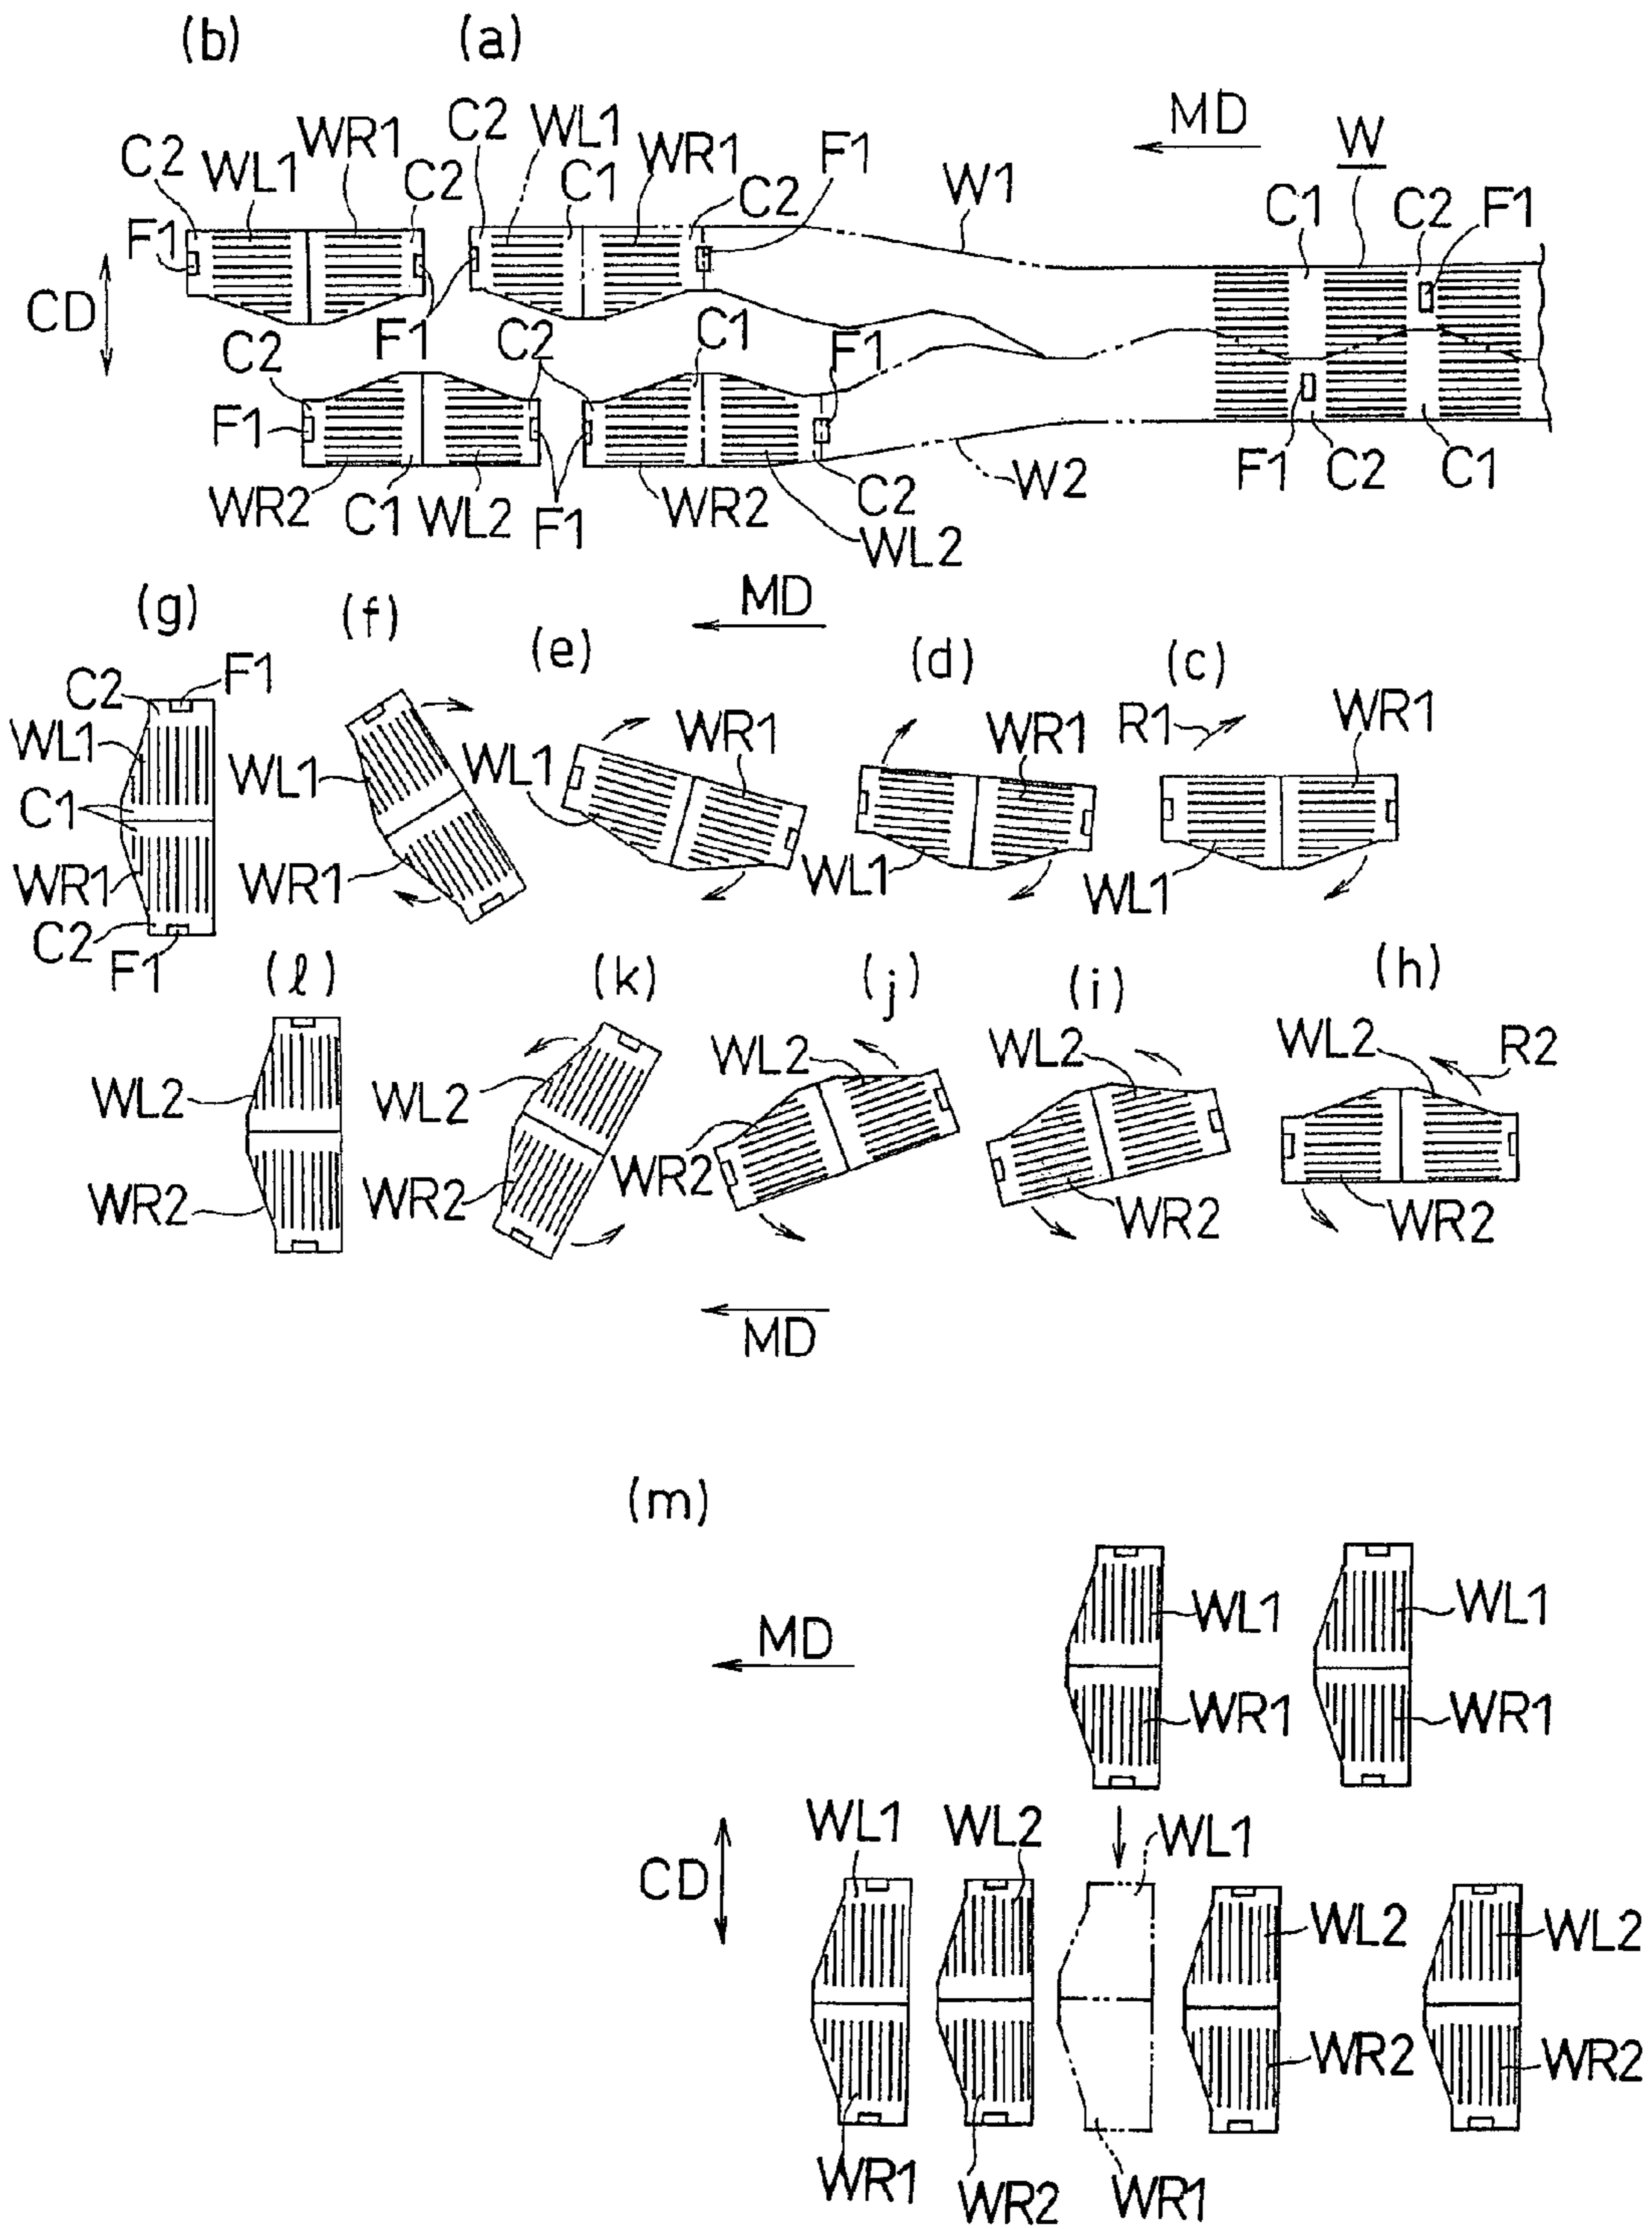 (b) (a)
MD W
C2 WL1 WR1 C2 C2 WL1 C1 WR1 C2 F1 W1 C1 C2 F1
F1
CD
F1 C1
C2 C2 F1
F1 F1 C2 C1
WR2 C1 WL2 F1 WR2 C2 W2
WL2
MD
(g) (f) (e) (d) (c)
C2 F1 WR1 WR1 R1 WR1
WL1 WL1 WL1
C1
WR1 WR1 WL1 WL1
C2
F1
(ℓ) (k) (j) (i) (h)
WL2 WL2 WL2 R2
WL2 WL2
WR2 WR2 WR2 WR2 WR2
MD
(m)
MD WL1 WL1
WR1 WR1
CD WL1 WL2 WL1
WL2 WL2
WR2 WR2
WR1 WR2 WR1